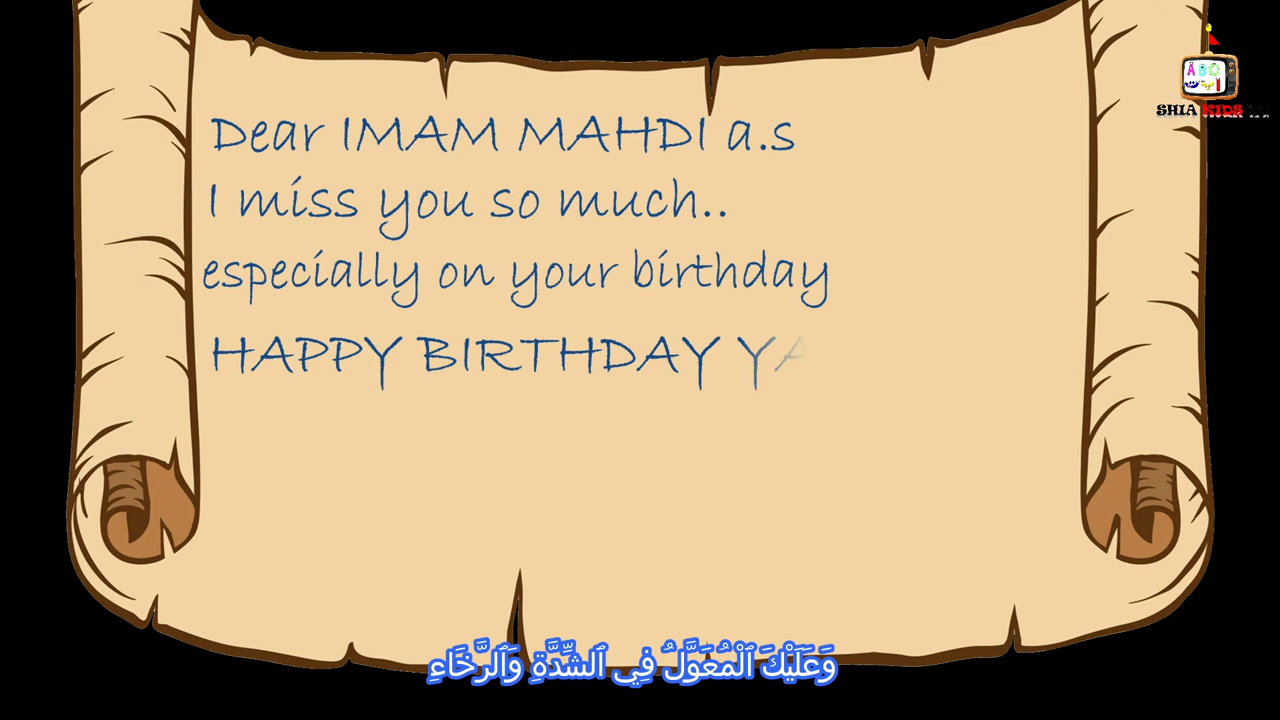 Dear IMAM MAHDI a.s
I miss you so much..
especially on your birthday
HAPPY BIRTHDAY YA
SHIA KIDS
وَعَلَيْكَ ٱلْمُعَوَّلُ فِي ٱلشِّدَّةِ وَٱلرَّخَاءِ